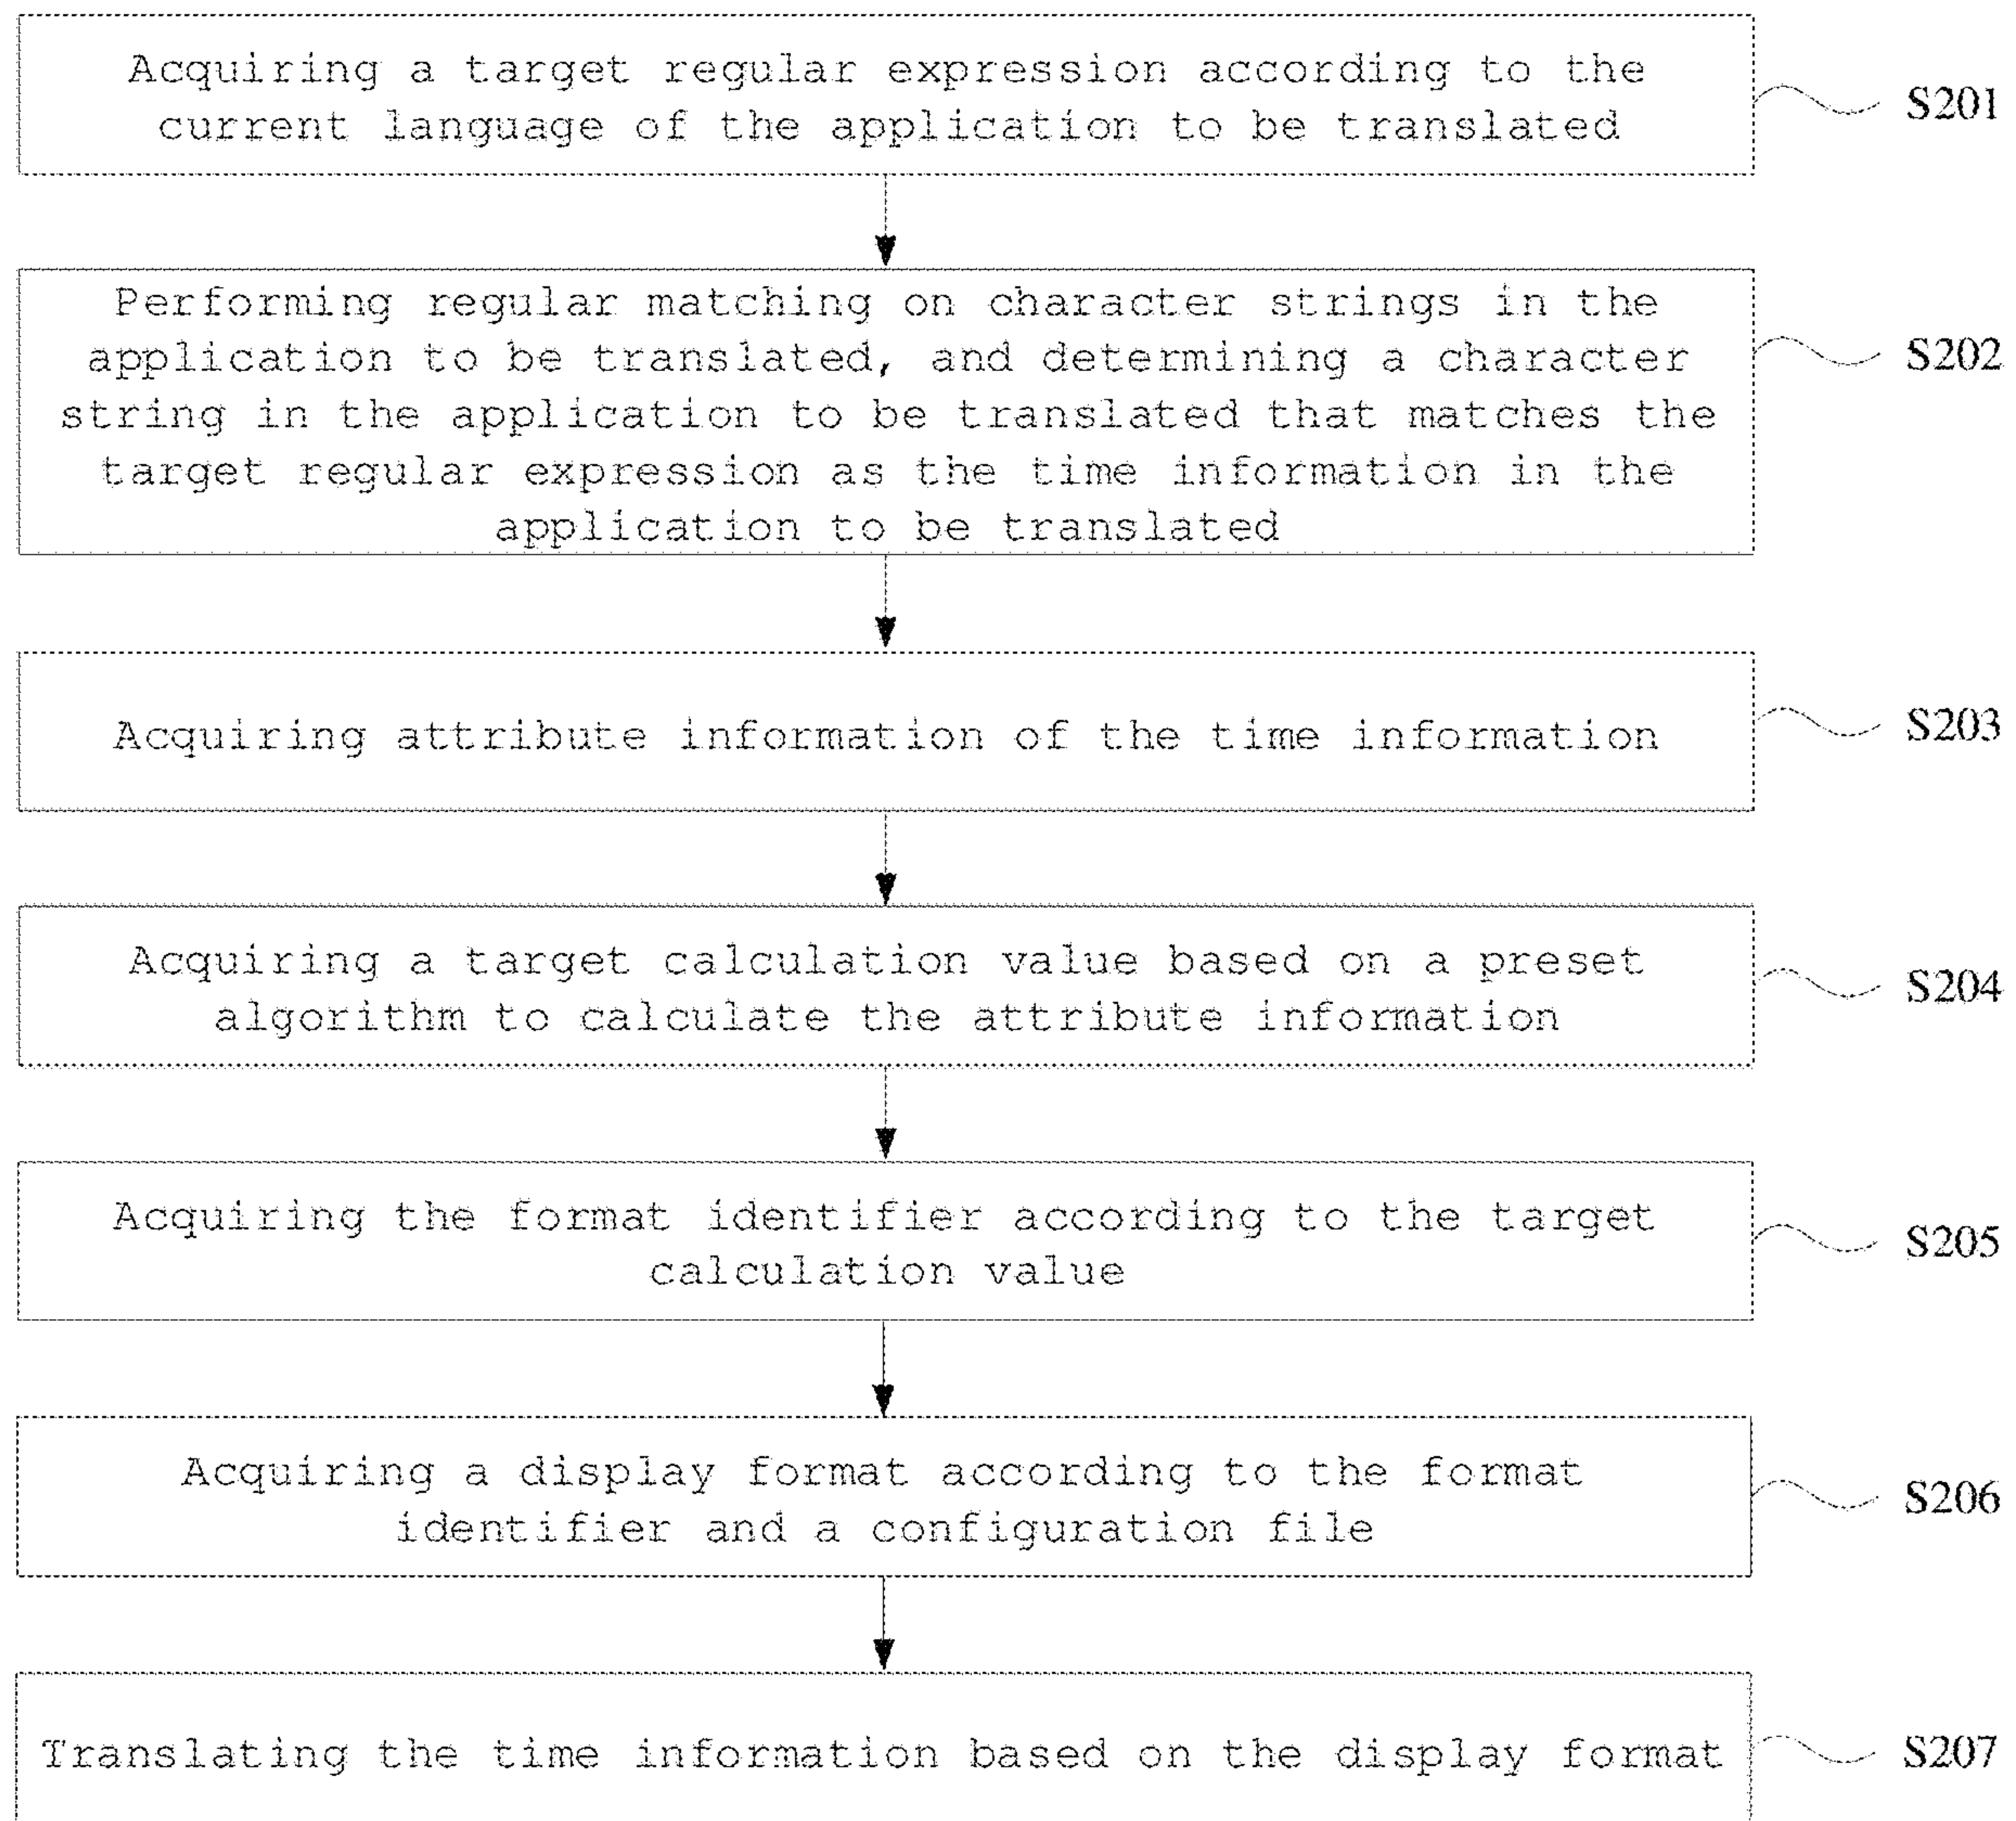 Acquiring a target regular expression according to the
current language of the application to be translated
S201
Performing regular matching on character strings in the
application to be translated, and determining a character
string in the application to be translated that matches the
target regular expression as the time information in the
application to be translated
S202
Acquiring attribute information of the time information
S203
Acquiring a target calculation value based on a preset
algorithm to calculate the attribute information
S204
Acquiring the format identifier according to the target
calculation value
S205
Acquiring a display format according to the format
identifier and a configuration file
S206
Translating the time information based on the display format
S207